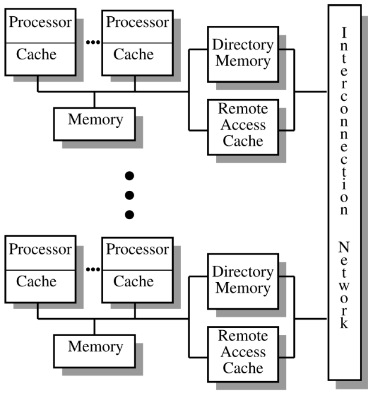 Processor
Processor
Cache
Cache
Directory
Memory
Memory
Remote
Access
Cache
Processor
Processor
Cache
Cache
Directory
Memory
Memory
Remote
Access
Cache
Interconnection Network